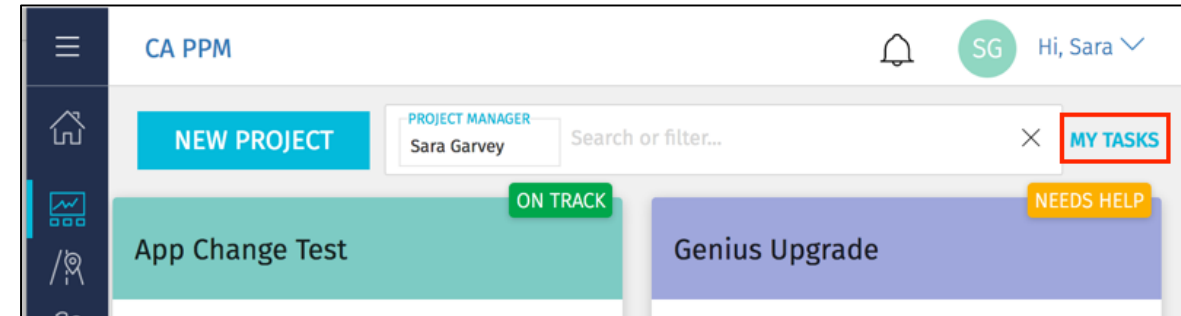 CA PPM
SG
Hi, Sara
NEW PROJECT
PROJECT MANAGER
Sara Garvey
Search or filter...
MY TASKS
ON TRACK
NEEDS HELP
App Change Test
Genius Upgrade